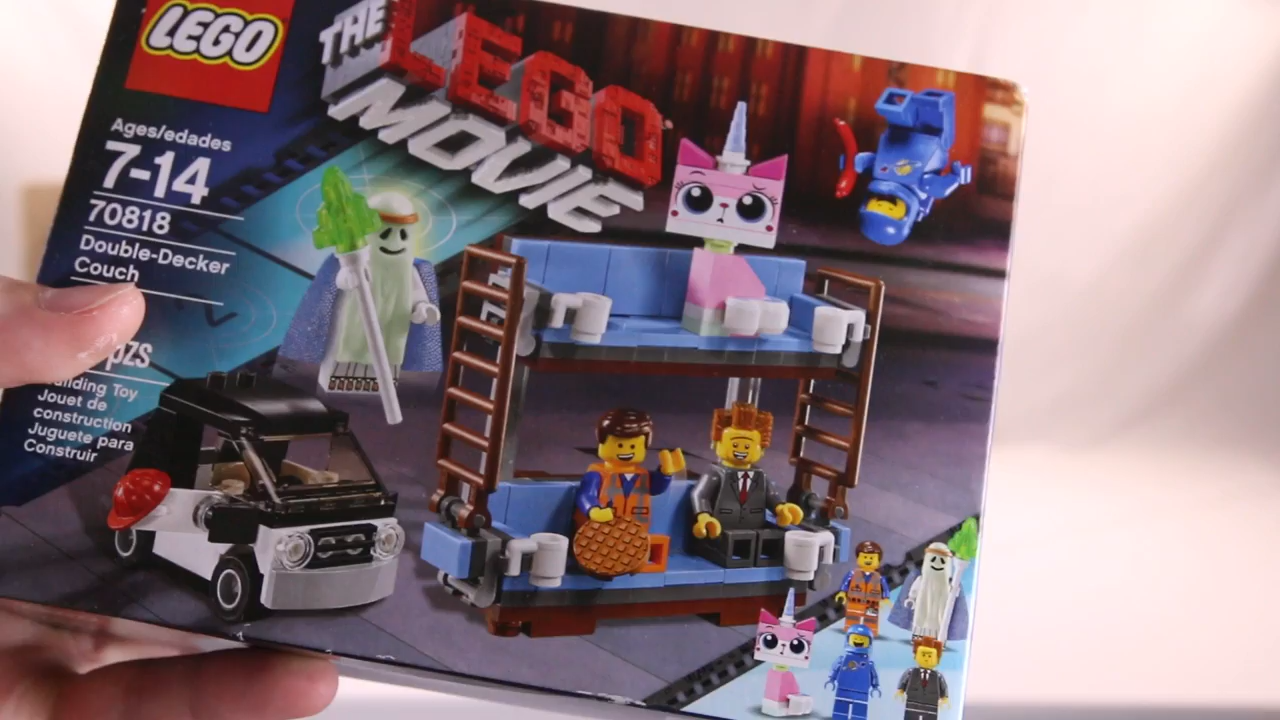 LEGO
THE
LEGO
MOVIE
Ages/edades
7-14
70818
Double-Decker
Couch
pzs
Building Toy
Jouet de
construction
Juguete para
Construir